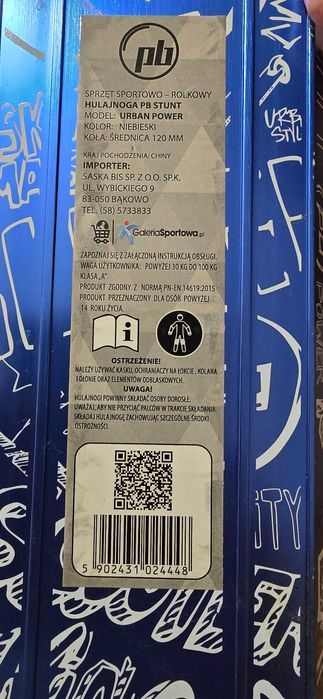 pb
SPRZĘT SPORTOWO – ROLKOWY
HULAJNOGA PB STUNT
MODEL: URBAN POWER
KOLOR: NIEBIESKI
KOŁA: ŚREDNICA 120 MM
KRAJ POCHODZENIA: CHINY
IMPORTER:
SASKA BIS SP. Z O.O. SP.K.
UL. WYBICKIEGO 9
83-050 BĄKOWO
TEL. (58) 5733833
GaleriaSportowa.pl
ZAPOZNAJ SIĘ Z ZAŁĄCZONĄ INSTRUKCJĄ OBSŁUGI.
WAGA UŻYTKOWNIKA: POWYŻEJ 30 KG DO 100 KG
KLASA „A”
PRODUKT ZGODNY Z NORMĄ PN-EN 14619:2015
PRODUKT PRZEZNACZONY DLA OSÓB POWYŻEJ
14 ROKU ŻYCIA.
OSTRZEŻENIE!
NALEŻY UŻYWAĆ KASKU, OCHRANIACZY NA ŁOKCIE, KOLANA
I DŁONIE ORAZ ELEMENTÓW ODBLASKOWYCH.
UWAGA!
HULAJNOGI POWINNY SKŁADAĆ OSOBY DOROSŁE.
UWAŻAJ, ABY NIE PRZYCIĄĆ PALCÓW W TRAKCIE SKŁADANIA.
SKŁADAJ HULAJNOGĘ ZACHOWUJĄC SZCZEGÓLNE ŚRODKI
OSTROŻNOŚCI.
5 902431 024448
iTY